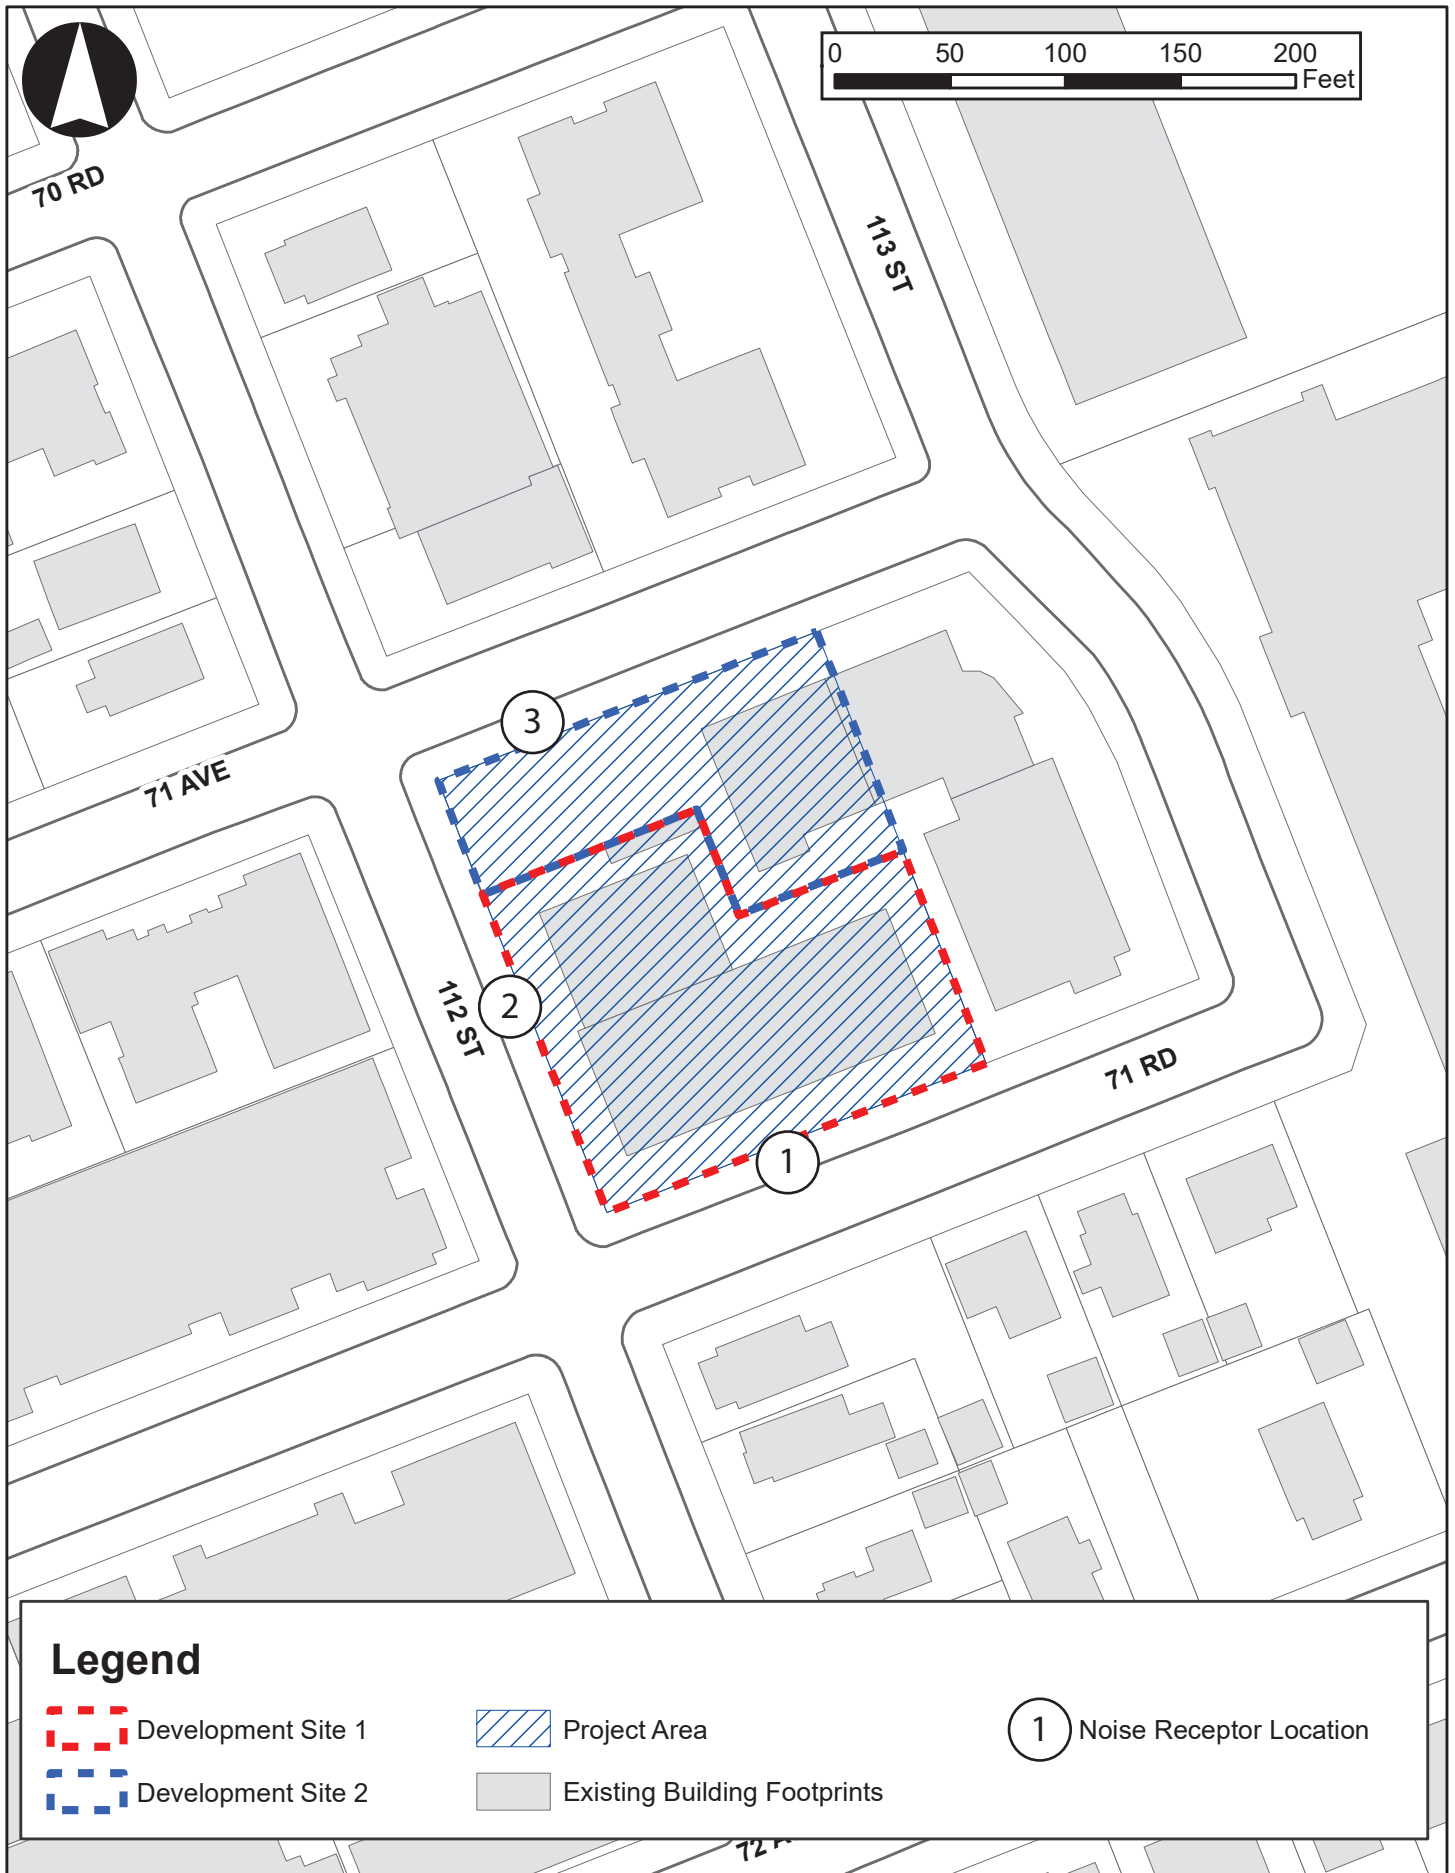 0 50 100 150 200
Feet
70 RD
113 ST
3
71 AVE
2
112 ST
71 RD
1
Legend
Development Site 1
Project Area
1 Noise Receptor Location
Development Site 2
Existing Building Footprints
72 A